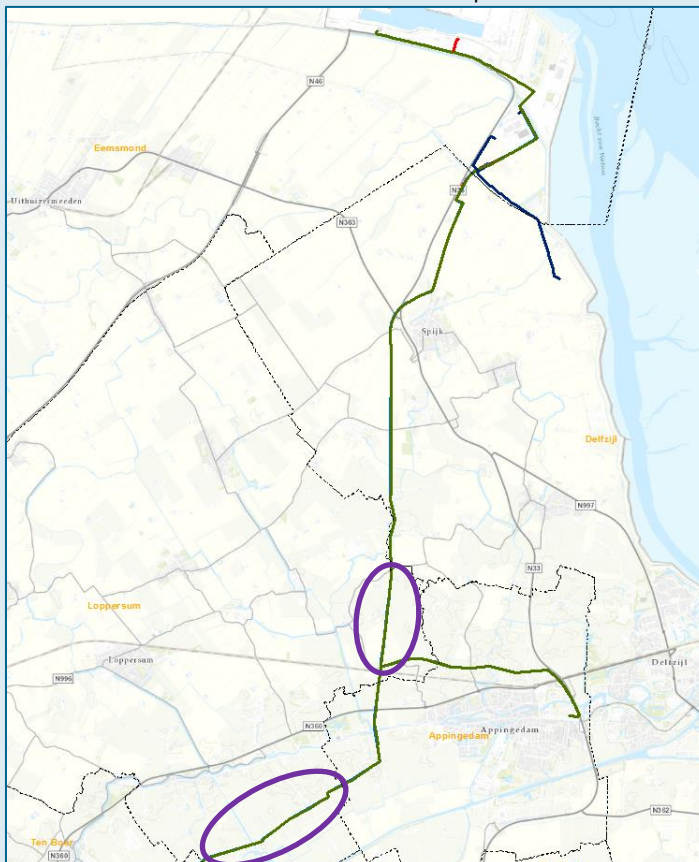 N46
Eemsmond
Uithuizermeeden
N33
N363
Spijk
Delfzijl
N997
N33
Loppersum
Loppersum
Delfzijl
N996
N360
Appingedam
Appingedam
N362
Ten Boer
N360